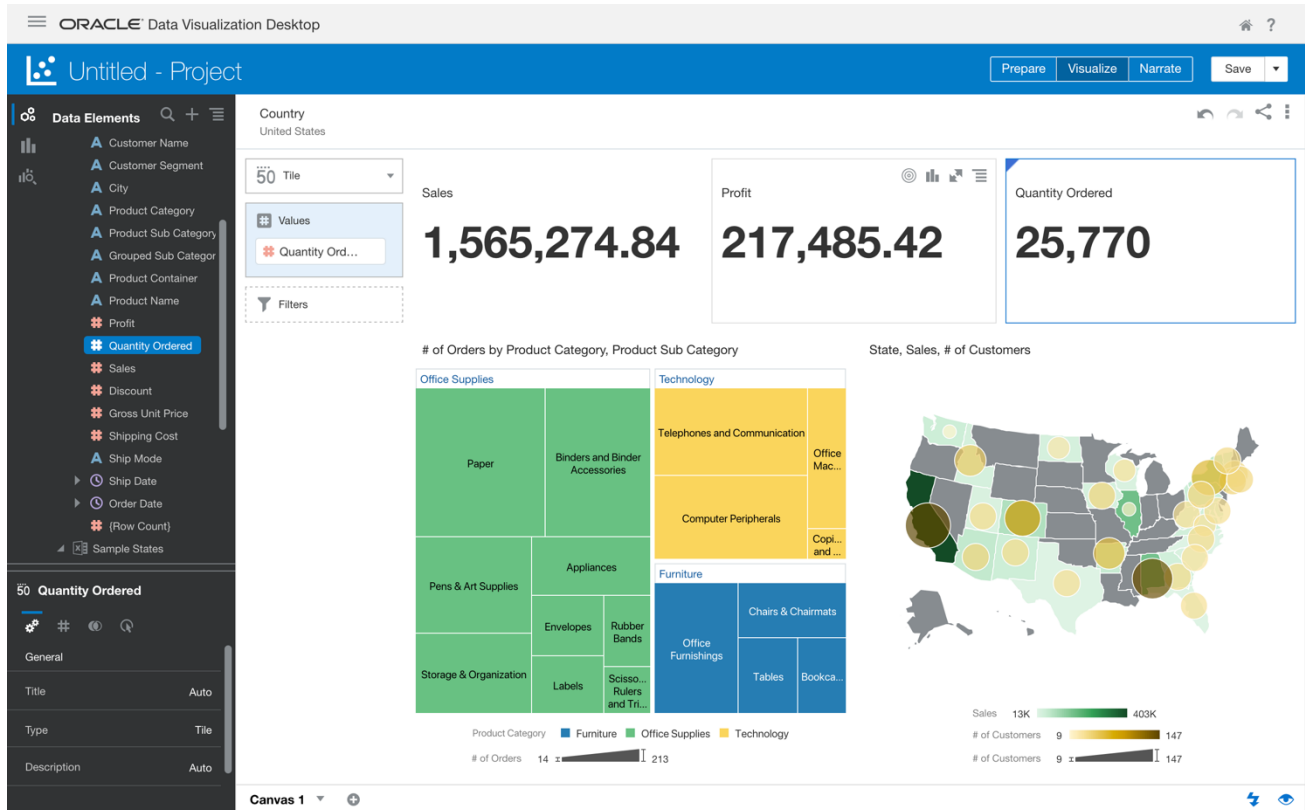 ORACLE Data Visualization Desktop
?
Untitled - Project
Prepare
Visualize
Narrate
Save
Data Elements
Customer Name
Customer Segment
City
Product Category
Product Sub Category
Grouped Sub Categor
Product Container
Product Name
Profit
Quantity Ordered
Sales
Discount
Gross Unit Price
Shipping Cost
Ship Mode
Ship Date
Order Date
{Row Count}
Sample States
50 Quantity Ordered
General
Title Auto
Type Tile
Description Auto
Country
United States
50 Tile
Values
Quantity Ord...
Filters
Sales
1,565,274.84
Profit
217,485.42
Quantity Ordered
25,770
# of Orders by Product Category, Product Sub Category
Office Supplies
Paper
Binders and Binder
Accessories
Pens & Art Supplies
Appliances
Envelopes
Rubber
Bands
Storage & Organization
Labels
Scisso...
Rulers
and Tri...
Technology
Telephones and Communication
Office
Mac...
Computer Peripherals
Copi...
and ...
Furniture
Office
Furnishings
Chairs & Chairmats
Tables
Bookca...
Product Category Furniture Office Supplies Technology
# of Orders 14 213
State, Sales, # of Customers
Sales 13K 403K
# of Customers 9 147
# of Customers 9 147
Canvas 1